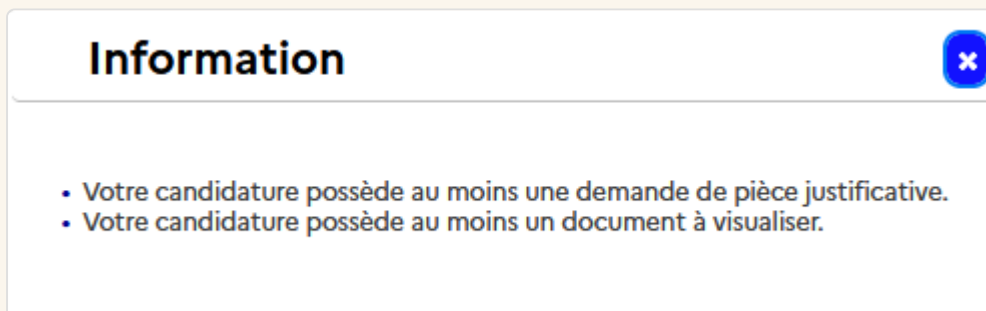 Information
• Votre candidature possède au moins une demande de pièce justificative.
• Votre candidature possède au moins un document à visualiser.